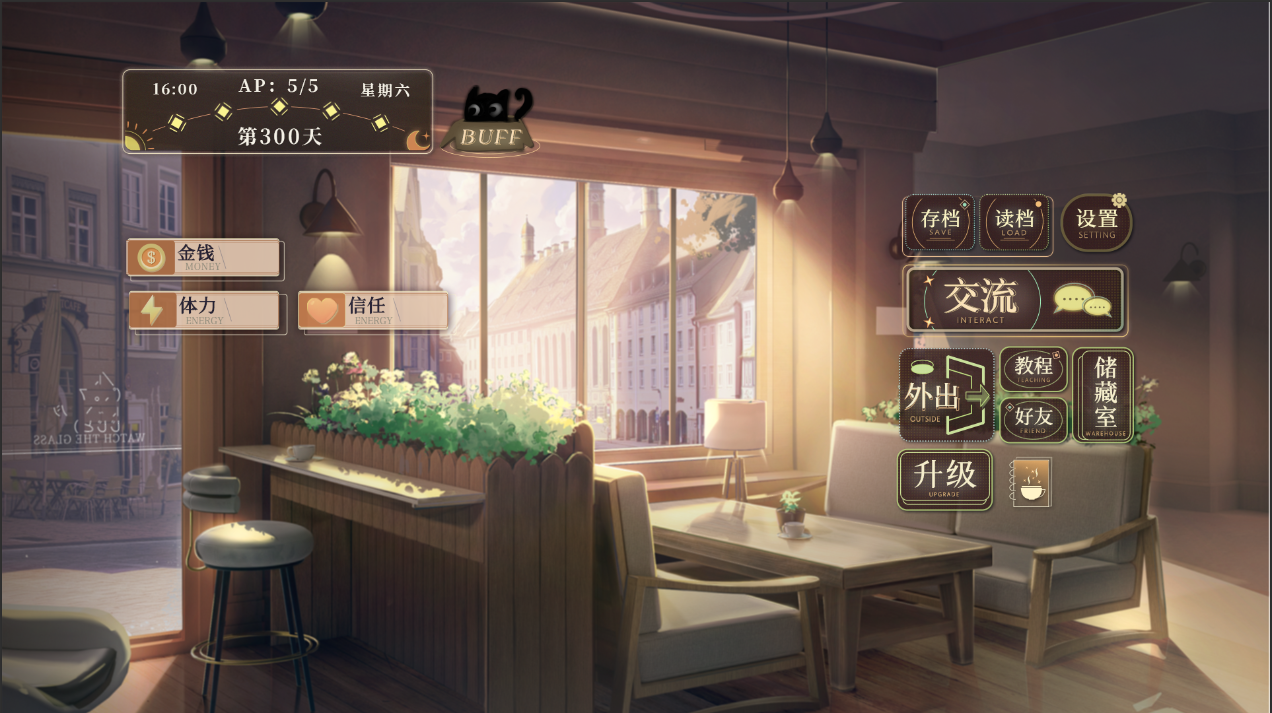 16:00
AP: 5/5
星期六
第300天
BUFF
金钱
MONEY
体力
ENERGY
信任
ENERGY
存档
SAVE
读档
LOAD
设置
SETTING
交流
INTERACT
外出
OUTSIDE
教程
TEACHING
好友
FRIEND
储藏室
WAREHOUSE
升级
UPGRADE
WATCH THE GLASS